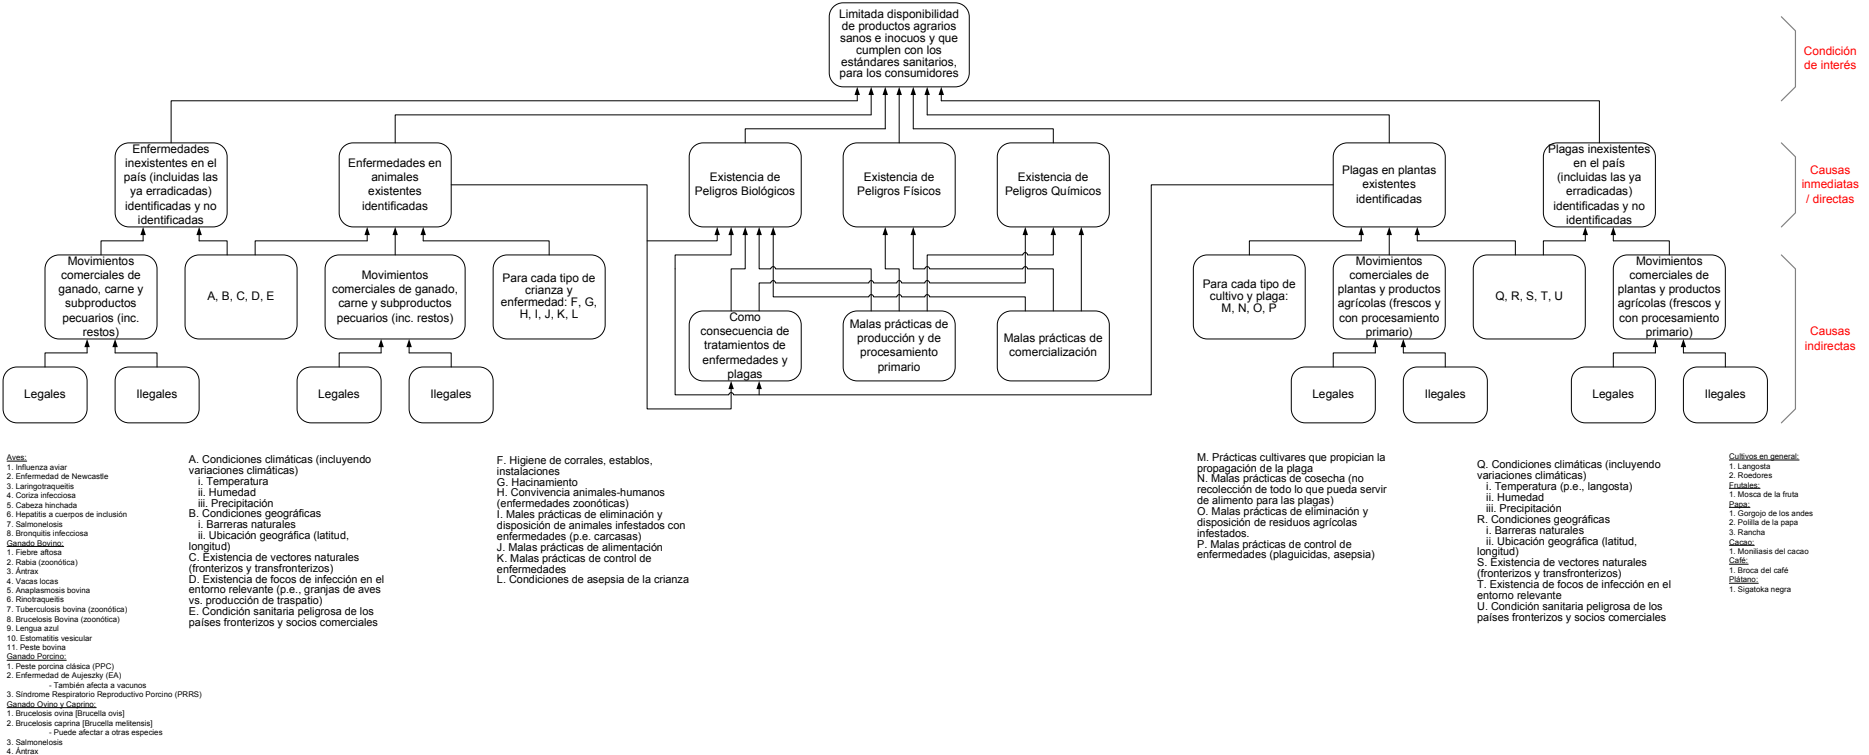 Limitada disponibilidad
de productos agrarios
sanos e inocuos y que
cumplen con los
estándares sanitarios,
para los consumidores
Condición
de interés
Enfermedades
inexistentes en el
país (incluidas las
ya erradicadas)
identificadas y no
identificadas
Enfermedades en
animales
existentes
identificadas
Existencia de
Peligros Biológicos
Existencia de
Peligros Físicos
Existencia de
Peligros Químicos
Plagas en plantas
existentes
identificadas
Plagas inexistentes
en el país
(incluidas las ya
erradicadas)
identificadas y no
identificadas
Causas
inmediatas
/ directas
Movimientos
comerciales de
ganado, carne y
subproductos
pecuarios (inc.
restos)
A, B, C, D, E
Movimientos
comerciales de ganado,
carne y subproductos
pecuarios (inc. restos)
Para cada tipo de
crianza y
enfermedad: F, G,
H, I, J, K, L
Como
consecuencia de
tratamientos de
enfermedades y
plagas
Malas prácticas de
producción y de
procesamiento
primario
Malas prácticas de
comercialización
Para cada tipo de
cultivo y plaga:
M, N, O, P
Movimientos
comerciales de
plantas y productos
agrícolas (frescos y
con procesamiento
primario)
Q, R, S, T, U
Movimientos
comerciales de
plantas y productos
agrícolas (frescos y
con procesamiento
primario)
Causas
indirectas
Legales
Ilegales
Legales
Ilegales
Legales
Ilegales
Legales
Ilegales
Aves:
1. Influenza aviar
2. Enfermedad de Newcastle
3. Laringotraqueitis
4. Coriza infecciosa
5. Cabeza hinchada
6. Hepatitis a cuerpos de inclusión
7. Salmonelosis
8. Bronquitis infecciosa
Ganado Bovino:
1. Fiebre aftosa
2. Rabia (zoonótica)
3. Ántrax
4. Vacas locas
5. Anaplasmosis bovina
6. Rinotraqueitis
7. Tuberculosis bovina (zoonótica)
8. Brucelosis Bovina (zoonótica)
9. Lengua azul
10. Estomatitis vesicular
11. Peste bovina
Ganado Porcino:
1. Peste porcina clásica (PPC)
2. Enfermedad de Aujeszky (EA)
- También afecta a vacunos
3. Síndrome Respiratorio Reproductivo Porcino (PRRS)
Ganado Ovino y Caprino:
1. Brucelosis ovina [Brucella ovis]
2. Brucelosis caprina [Brucella melitensis]
- Puede afectar a otras especies
3. Salmonelosis
4. Ántrax
A. Condiciones climáticas (incluyendo
variaciones climáticas)
i. Temperatura
ii. Humedad
iii. Precipitación
B. Condiciones geográficas
i. Barreras naturales
ii. Ubicación geográfica (latitud,
longitud)
C. Existencia de vectores naturales
(fronterizos y transfronterizos)
D. Existencia de focos de infección en el
entorno relevante (p.e., granjas de aves
vs. producción de traspatio)
E. Condición sanitaria peligrosa de los
países fronterizos y socios comerciales
F. Higiene de corrales, establos,
instalaciones
G. Hacinamiento
H. Convivencia animales-humanos
(enfermedades zoonóticas)
I. Males prácticas de eliminación y
disposición de animales infestados con
enfermedades (p.e. carcasas)
J. Malas prácticas de alimentación
K. Malas prácticas de control de
enfermedades
L. Condiciones de asepsia de la crianza
M. Prácticas cultivares que propician la
propagación de la plaga
N. Malas prácticas de cosecha (no
recolección de todo lo que pueda servir
de alimento para las plagas)
O. Malas prácticas de eliminación y
disposición de residuos agrícolas
infestados.
P. Malas prácticas de control de
enfermedades (plaguicidas, asepsia)
Q. Condiciones climáticas (incluyendo
variaciones climáticas)
i. Temperatura (p.e., langosta)
ii. Humedad
iii. Precipitación
R. Condiciones geográficas
i. Barreras naturales
ii. Ubicación geográfica (latitud,
longitud)
S. Existencia de vectores naturales
(fronterizos y transfronterizos)
T. Existencia de focos de infección en el
entorno relevante
U. Condición sanitaria peligrosa de los
países fronterizos y socios comerciales
Cultivos en general:
1. Langosta
2. Roedores
Frutales:
1. Mosca de la fruta
Papa:
1. Gorgojo de los andes
2. Polilla de la papa
3. Rancha
Cacao:
1. Moniliasis del cacao
Café:
1. Broca del café
Plátano:
1. Sigatoka negra